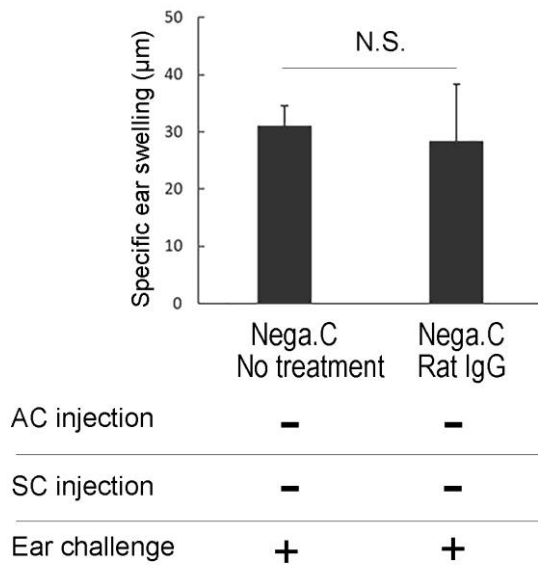 50
N.S.
40
30
20
10
0
Specific ear swelling (μm)
Nega.C Nega.C
No treatment Rat IgG
AC injection - -
SC injection - -
Ear challenge + +